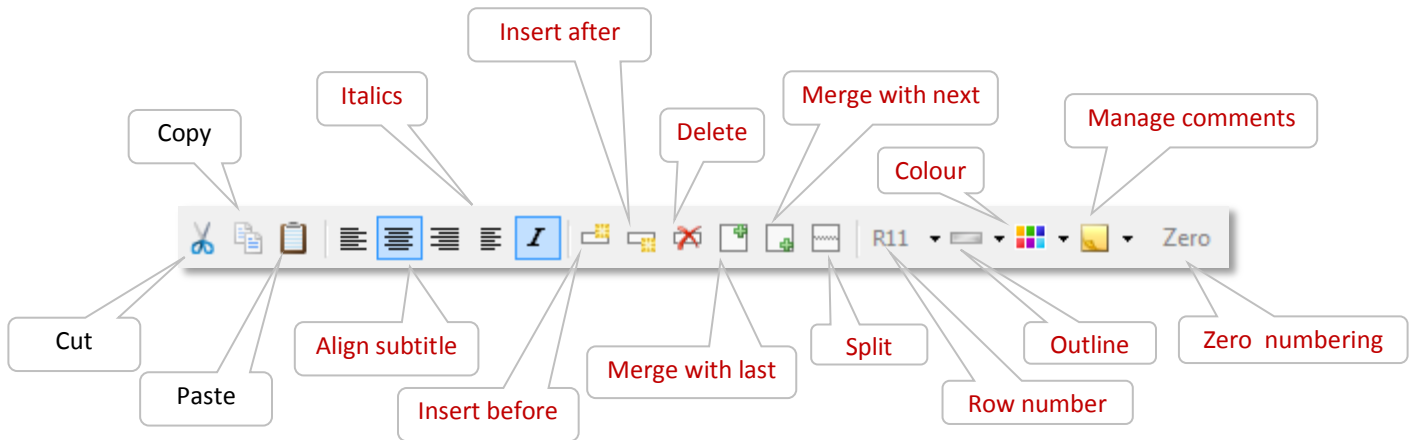 Insert after
Italics
Merge with next
Manage comments
Copy
Delete
Colour
I
R11
Zero
Cut
Align subtitle
Split
Outline
Zero numbering
Merge with last
Paste
Insert before
Row number